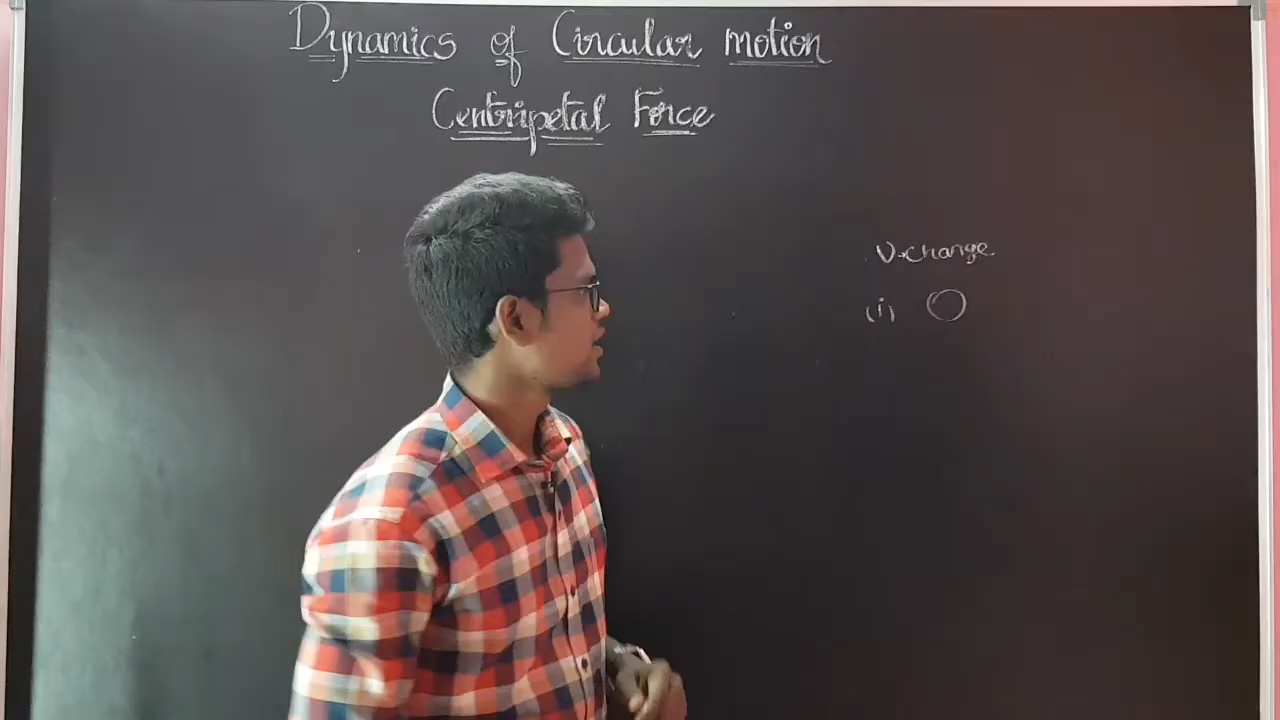 Dynamics of Circular motion
Centripetal Force
v→change
(i)